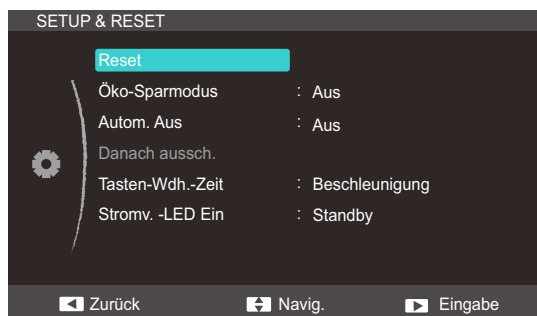 SETUP & RESET
Reset
Öko-Sparmodus : Aus
Autom. Aus : Aus
Danach aussch.
Tasten-Wdh.-Zeit : Beschleunigung
Stromv. -LED Ein : Standby
Zurück Navig. Eingabe